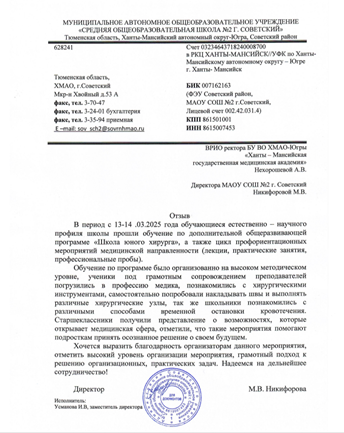 МУНИЦИПАЛЬНОЕ АВТОНОМНОЕ ОБЩЕОБРАЗОВАТЕЛЬНОЕ УЧРЕЖДЕНИЕ
«СРЕДНЯЯ ОБЩЕОБРАЗОВАТЕЛЬНАЯ ШКОЛА №2 Г. СОВЕТСКИЙ»
Тюменская область, Ханты-Мансийский автономный округ-Югра, Советский район
628241
Тюменская область,
ХМАО, г.Советский
Мкр-н Хвойный д.53 А
факс, тел. 3-70-47
факс, тел. 3-24-01 бухгалтерия
факс, тел. 3-35-94 приемная
E –mail: sov_sch2@sovrnhmao.ru
Счет 03234643718240008700
в РКЦ ХАНТЫ-МАНСИЙСК//УФК по Ханты-
Мансийскому автономному округу – Югре
г. Ханты- Мансийск
БИК 007162163
(ФЭУ Советский район,
МАОУ СОШ №2 г.Советский,
Лицевой счет 002.42.031.4)
КПП 861501001
ИНН 8615007453
ВРИО ректора БУ ВО ХМАО-Югры
«Ханты – Мансийская
государственная медицинская академия»
Нехорошевой А.В.
Директора МАОУ СОШ №2 г. Советский
Никифоровой М.В.
Отзыв
В период с 13-14 .03.2025 года обучающиеся естественно – научного
профиля школы прошли обучение по дополнительной общеразвивающей
программе «Школа юного хирурга», а также цикл профориентационных
мероприятий медицинской направленности (лекции, практические занятия,
профессиональные пробы).
Обучение по программе было организованно на высоком методическом
уровне, ученики под грамотным сопровождением преподавателей
погрузились в профессию медика, познакомились с хирургическими
инструментами, самостоятельно попробовали накладывать швы и выполнять
различные хирургические узлы, так же школьники познакомились с
различными способами временной остановки кровотечения.
Старшеклассники получили представление о возможностях, которые
открывает медицинская сфера, отметили, что такие мероприятия помогают
подросткам принять осознанное решение о своем будущем.
Хочется выразить благодарность организаторам данного мероприятия,
отметить высокий уровень организации мероприятия, грамотный подход к
решению организационных, практических задач. Надеемся на дальнейшее
сотрудничество!
Директор М.В. Никифорова
Исполнитель:
Усманова И.В, заместитель директора